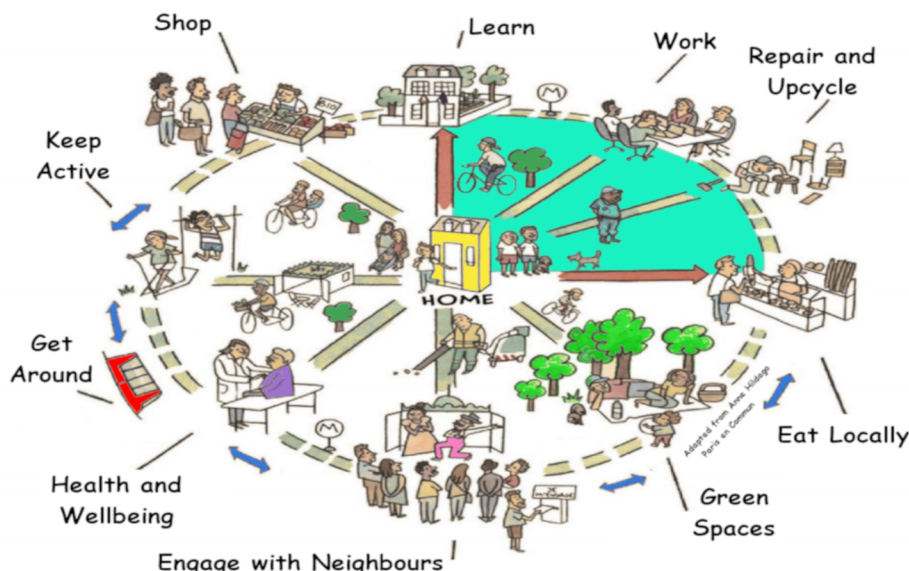 Shop
Learn
Work
Repair and
Upcycle
Keep
Active
M
BIO
HOME
Get
Around
Eat Locally
Adapted from Anne Hildago
Paris en Commun
M
Health and
Wellbeing
Green
Spaces
Engage with Neighbours